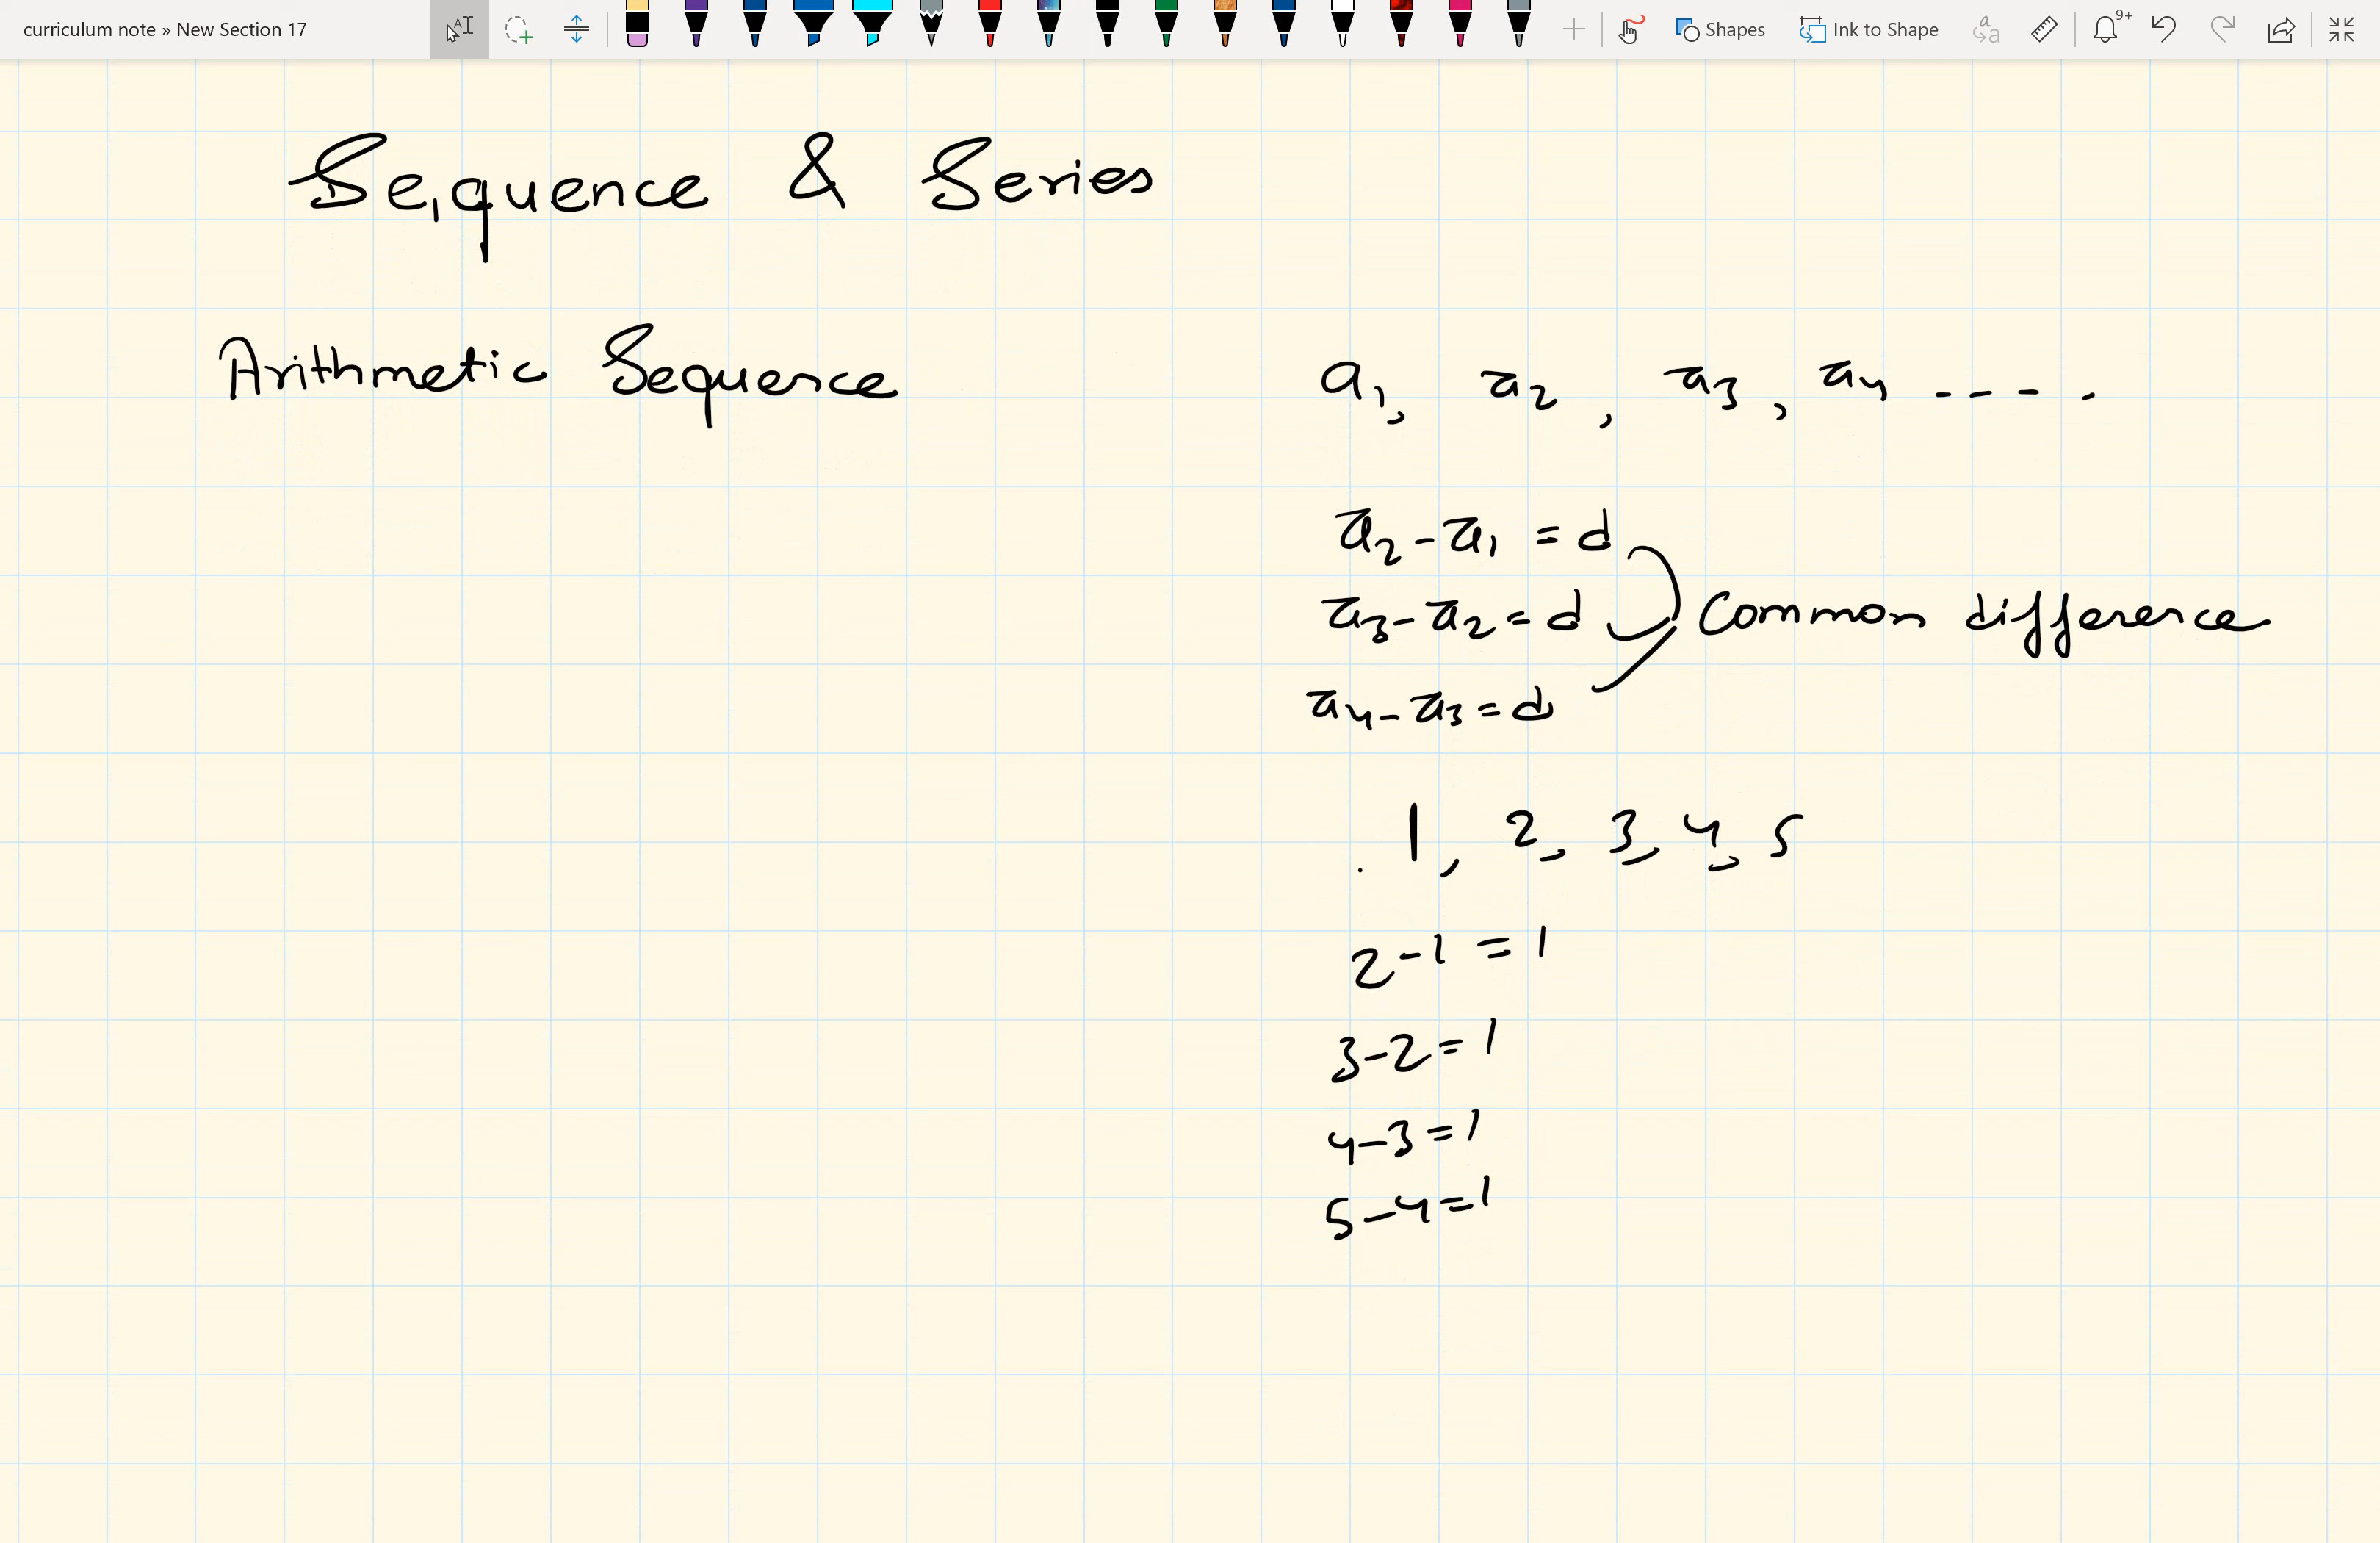 curriculum note » New Section 17
Shapes
Ink to Shape
9+
Sequence & Series
Arithmetic Sequence
a₁, a₂, a₃, a₄ ----.
a₂-a₁ = d
a₃-a₂ = d
Common difference
a₄-a₃ = d
1, 2, 3, 4, 5
2-1 = 1
3-2 = 1
4-3 = 1
5-4 = 1